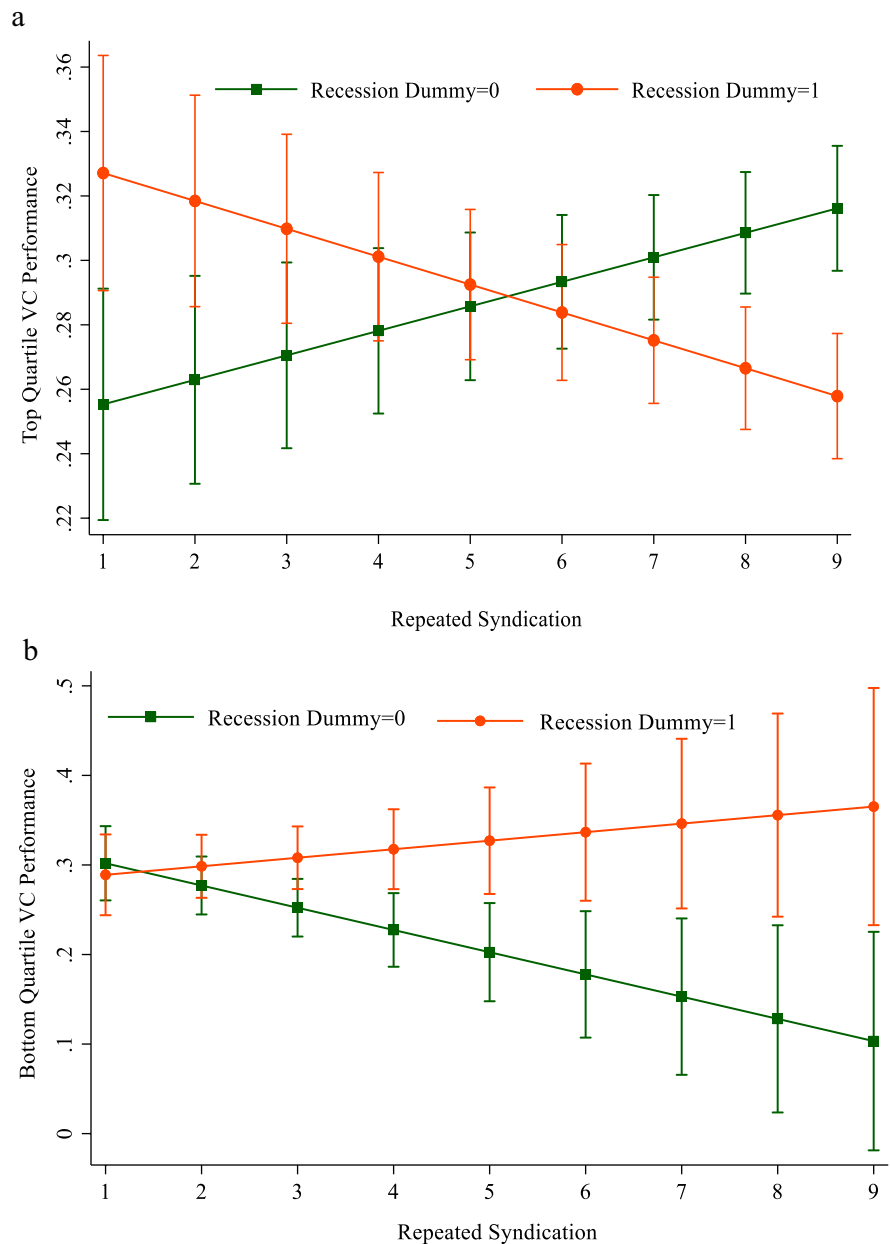 a
Recession Dummy=0
Recession Dummy=1
Top Quartile VC Performance
.36
.34
.32
.3
.28
.26
.24
.22
1 2 3 4 5 6 7 8 9
Repeated Syndication
b
Recession Dummy=0
Recession Dummy=1
Bottom Quartile VC Performance
.5
.4
.3
.2
.1
0
1 2 3 4 5 6 7 8 9
Repeated Syndication